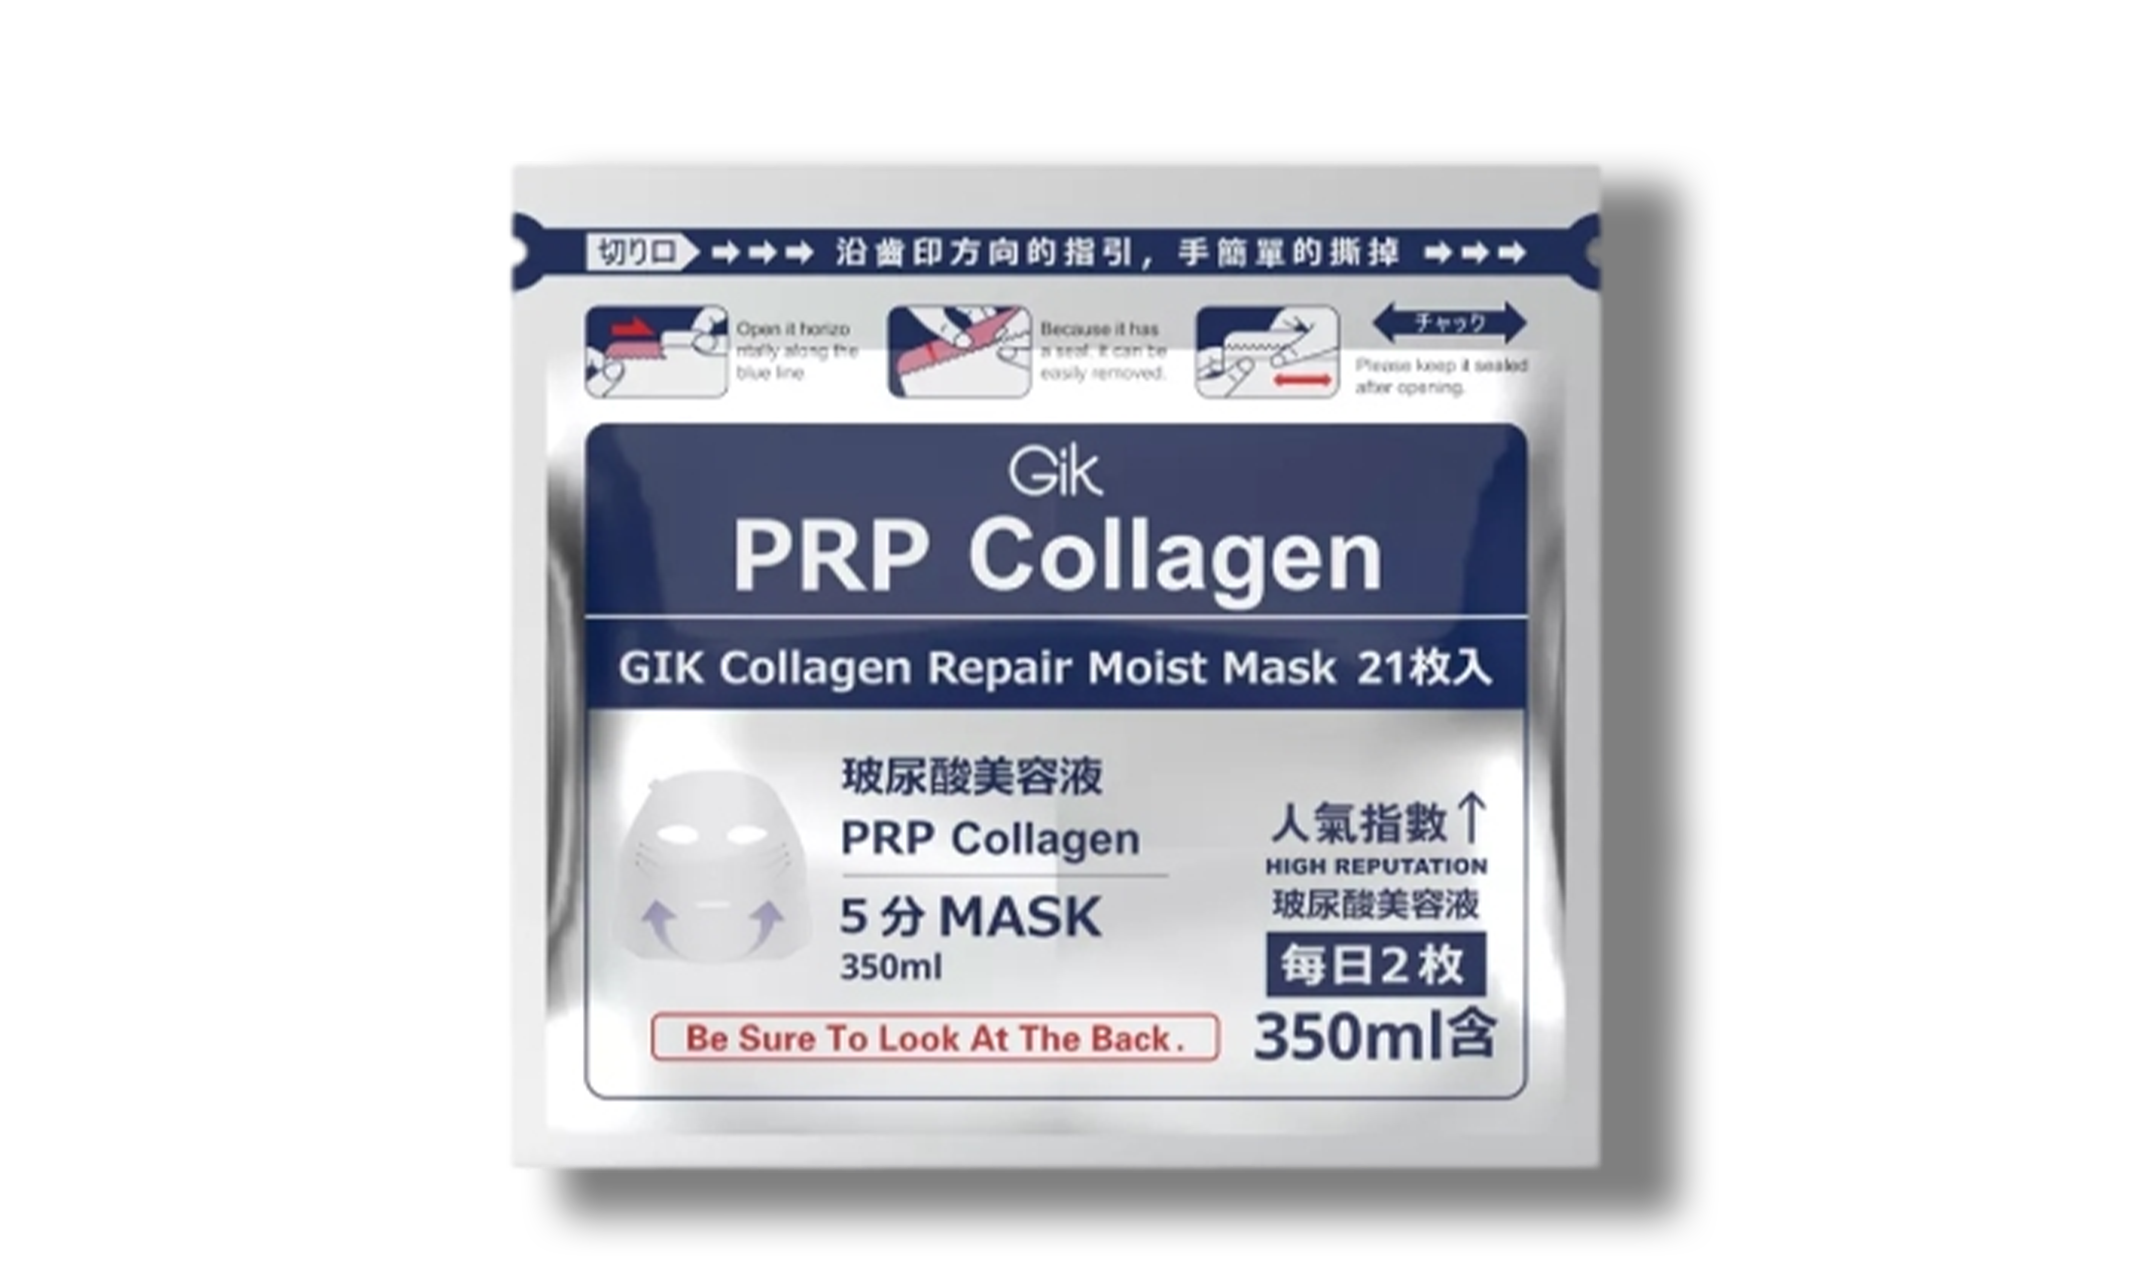 切り口 沿齒印方向的指引，手簡單的撕掉
Open it horizo
ntally along the
blue line
Because it has
a seal, it can be
easily removed.
チャック
Please keep it sealed
after opening.
Gik
PRP Collagen
GIK Collagen Repair Moist Mask 21枚入
玻尿酸美容液
PRP Collagen
5 分 MASK
350ml
Be Sure To Look At The Back.
人氣指數↑
HIGH REPUTATION
玻尿酸美容液
每日2枚
350ml含